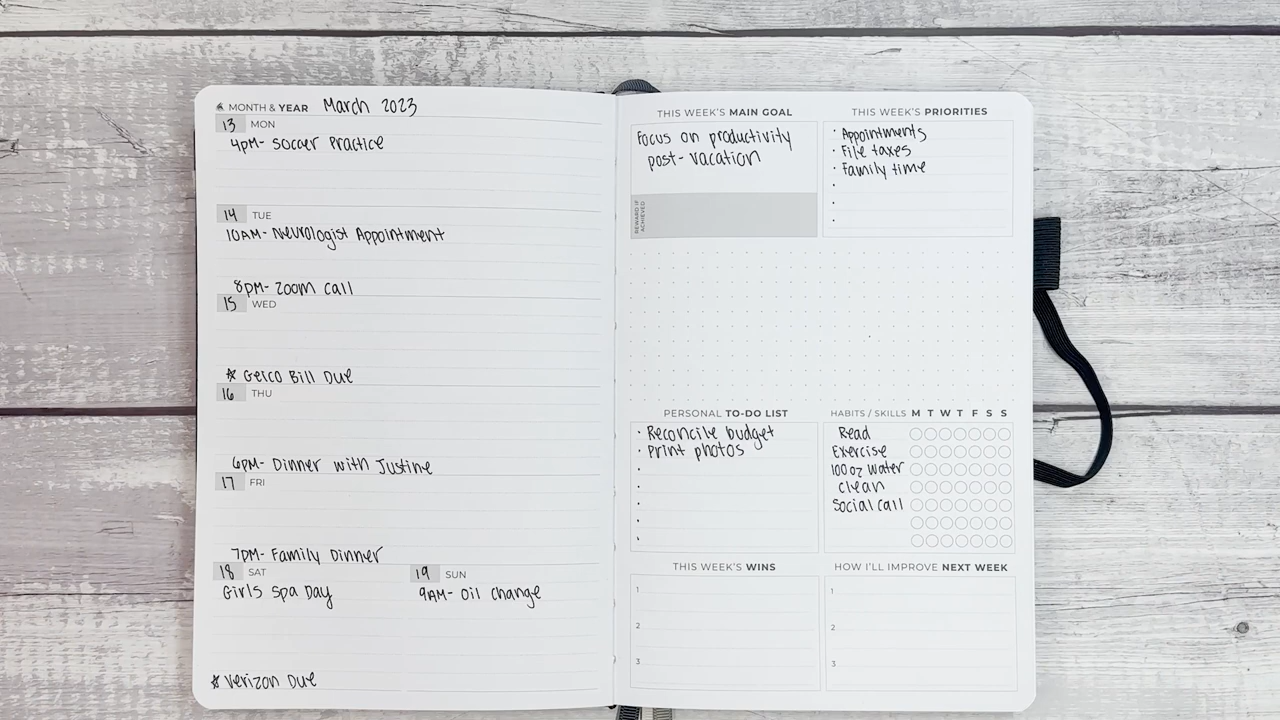 MONTH & YEAR March 2023
13 MON
4PM- Soccer Practice
14 TUE
10AM- Neurologist Appointment
8PM- Zoom Call
15 WED
* Geico Bill Due
16 THU
6PM- Dinner with Justine
17 FRI
7PM- Family Dinner
18 SAT
Girls Spa Day
* Verizon Due
19 SUN
9AM- Oil Change
THIS WEEK'S MAIN GOAL
Focus on productivity
post-vacation
REWARD IF
ACHIEVED
THIS WEEK'S PRIORITIES
• Appointments
• File taxes
• Family time
PERSONAL TO-DO LIST
• Reconcile budget
• Print photos
HABITS / SKILLS M T W T F S S
Read
Exercise
100 oz water
Clean
Social call
THIS WEEK'S WINS
1
2
3
HOW I'LL IMPROVE NEXT WEEK
1
2
3